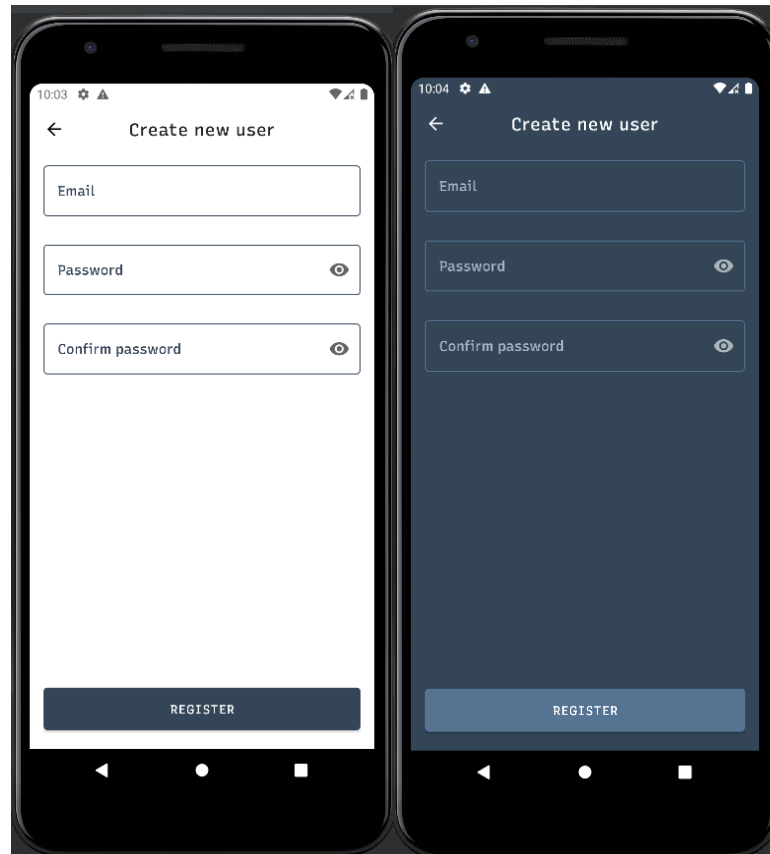 10:03
Create new user
Email
Password
Confirm password
REGISTER
10:04
Create new user
Email
Password
Confirm password
REGISTER